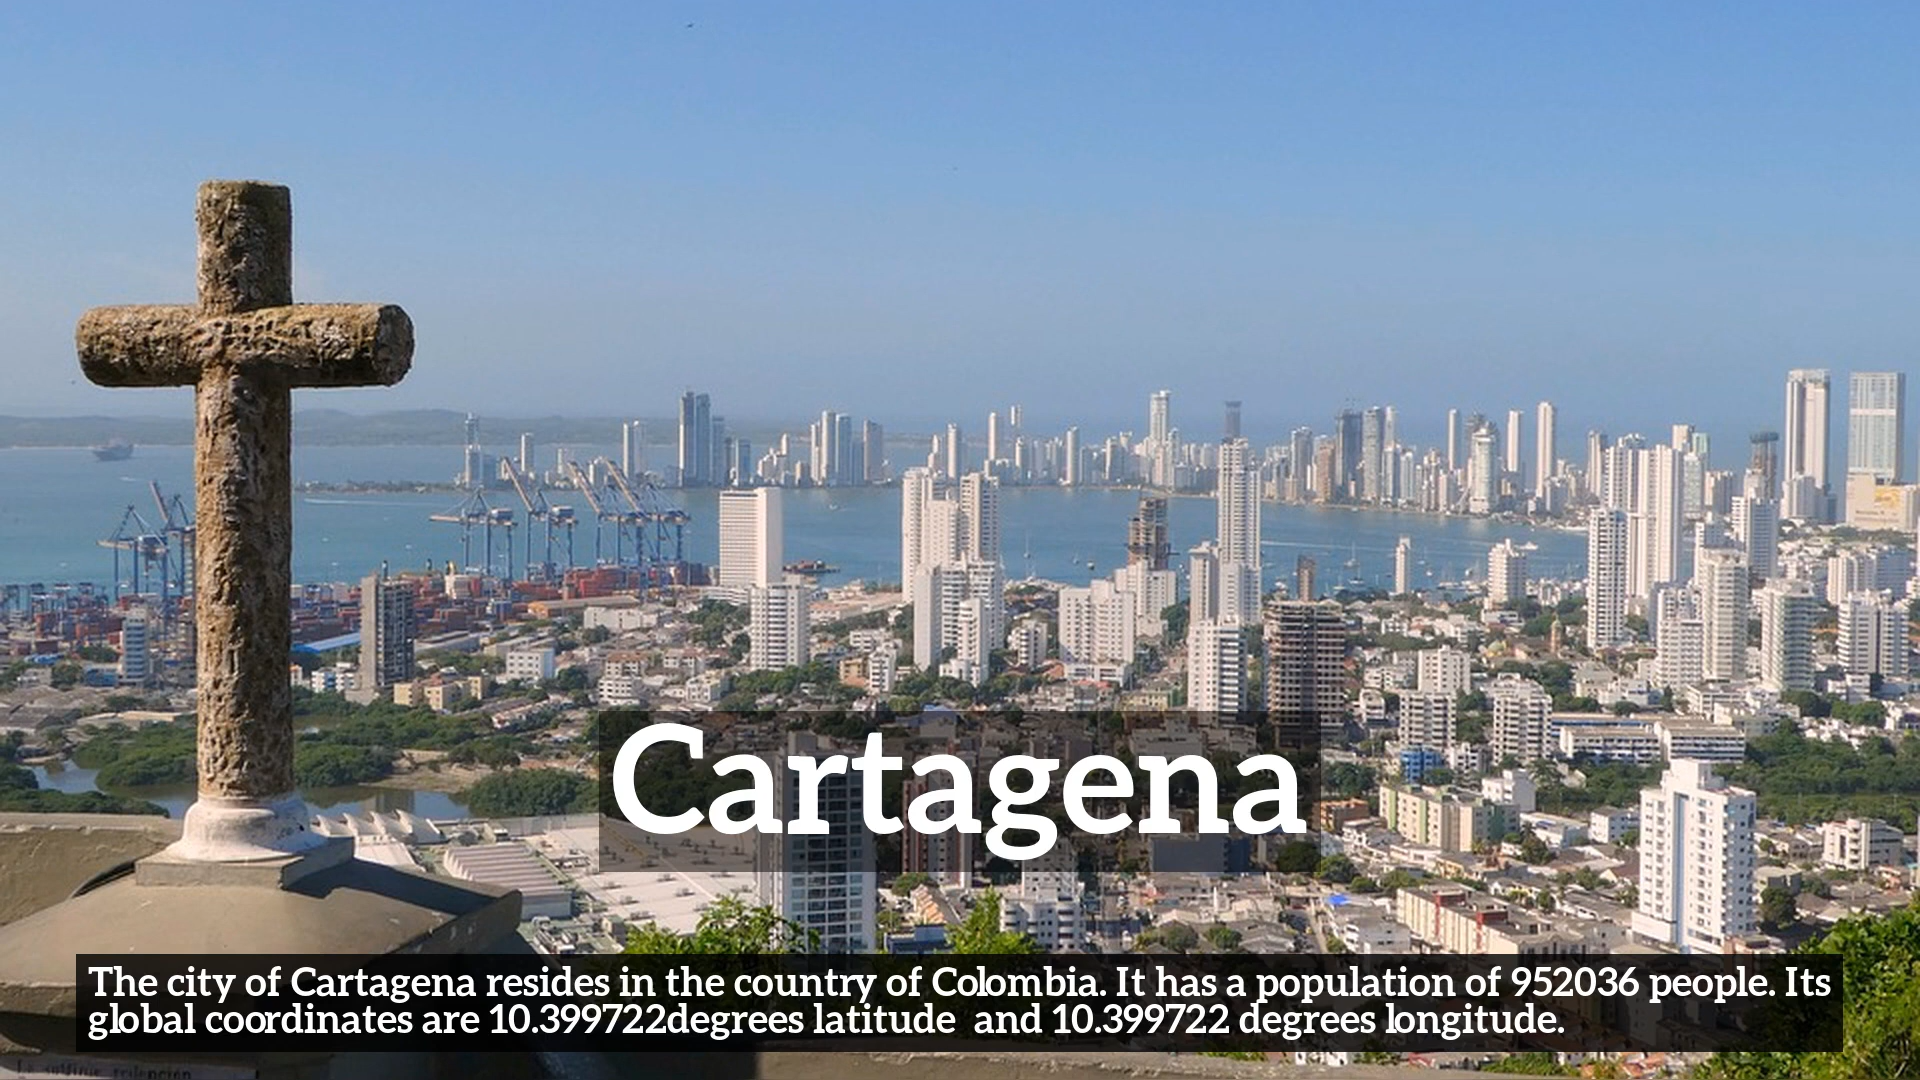 Cartagena
The city of Cartagena resides in the country of Colombia. It has a population of 952036 people. Its
global coordinates are 10.399722degrees latitude  and 10.399722 degrees longitude.